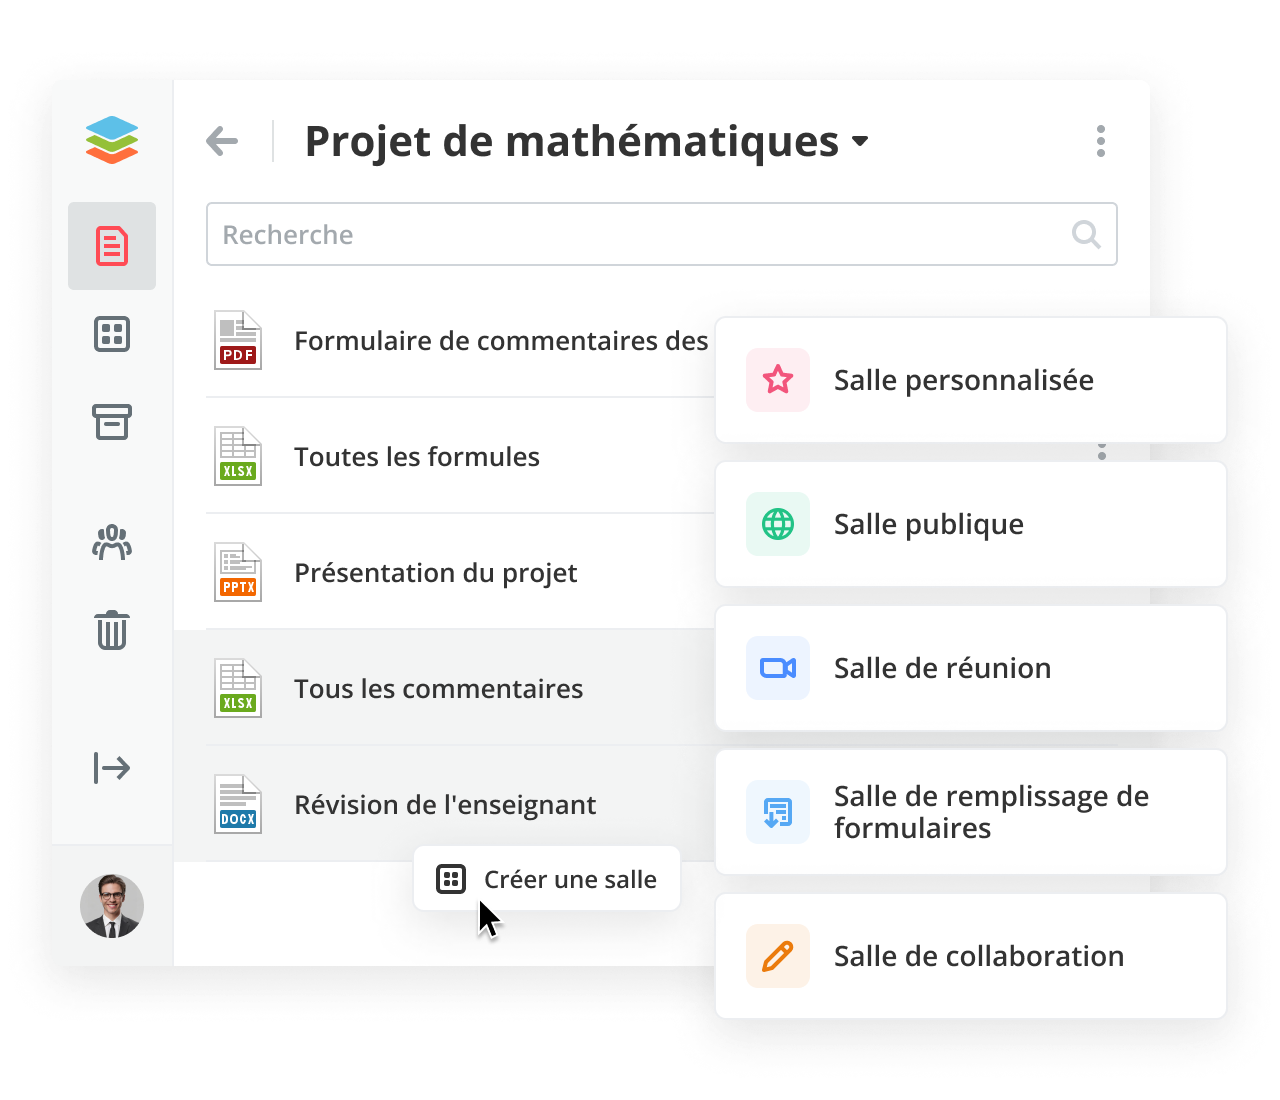 Projet de mathématiques
Recherche
PDF
Formulaire de commentaires des
XLSX
Toutes les formules
PPTX
Présentation du projet
XLSX
Tous les commentaires
DOCX
Révision de l'enseignant
Créer une salle
Salle personnalisée
Salle publique
Salle de réunion
Salle de remplissage de
formulaires
Salle de collaboration